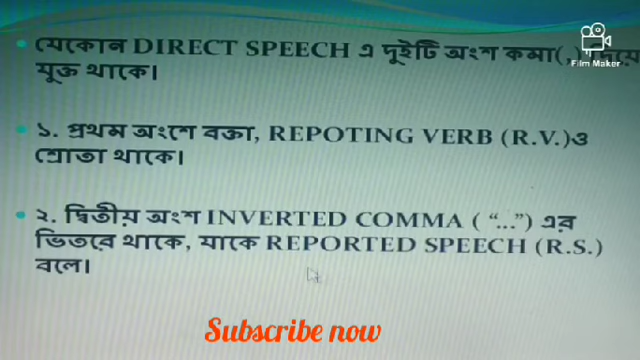 যেকোন DIRECT SPEECH এ দুইটি অংশ কমা(,) দিয়ে
যুক্ত থাকে।
Film Maker
১. প্রথম অংশে বক্তা, REPOTING VERB (R.V.)ও
শ্রোতা থাকে।
২. দ্বিতীয় অংশ INVERTED COMMA ( “...”) এর
ভিতরে থাকে, যাকে REPORTED SPEECH (R.S.)
বলে।
Subscribe now